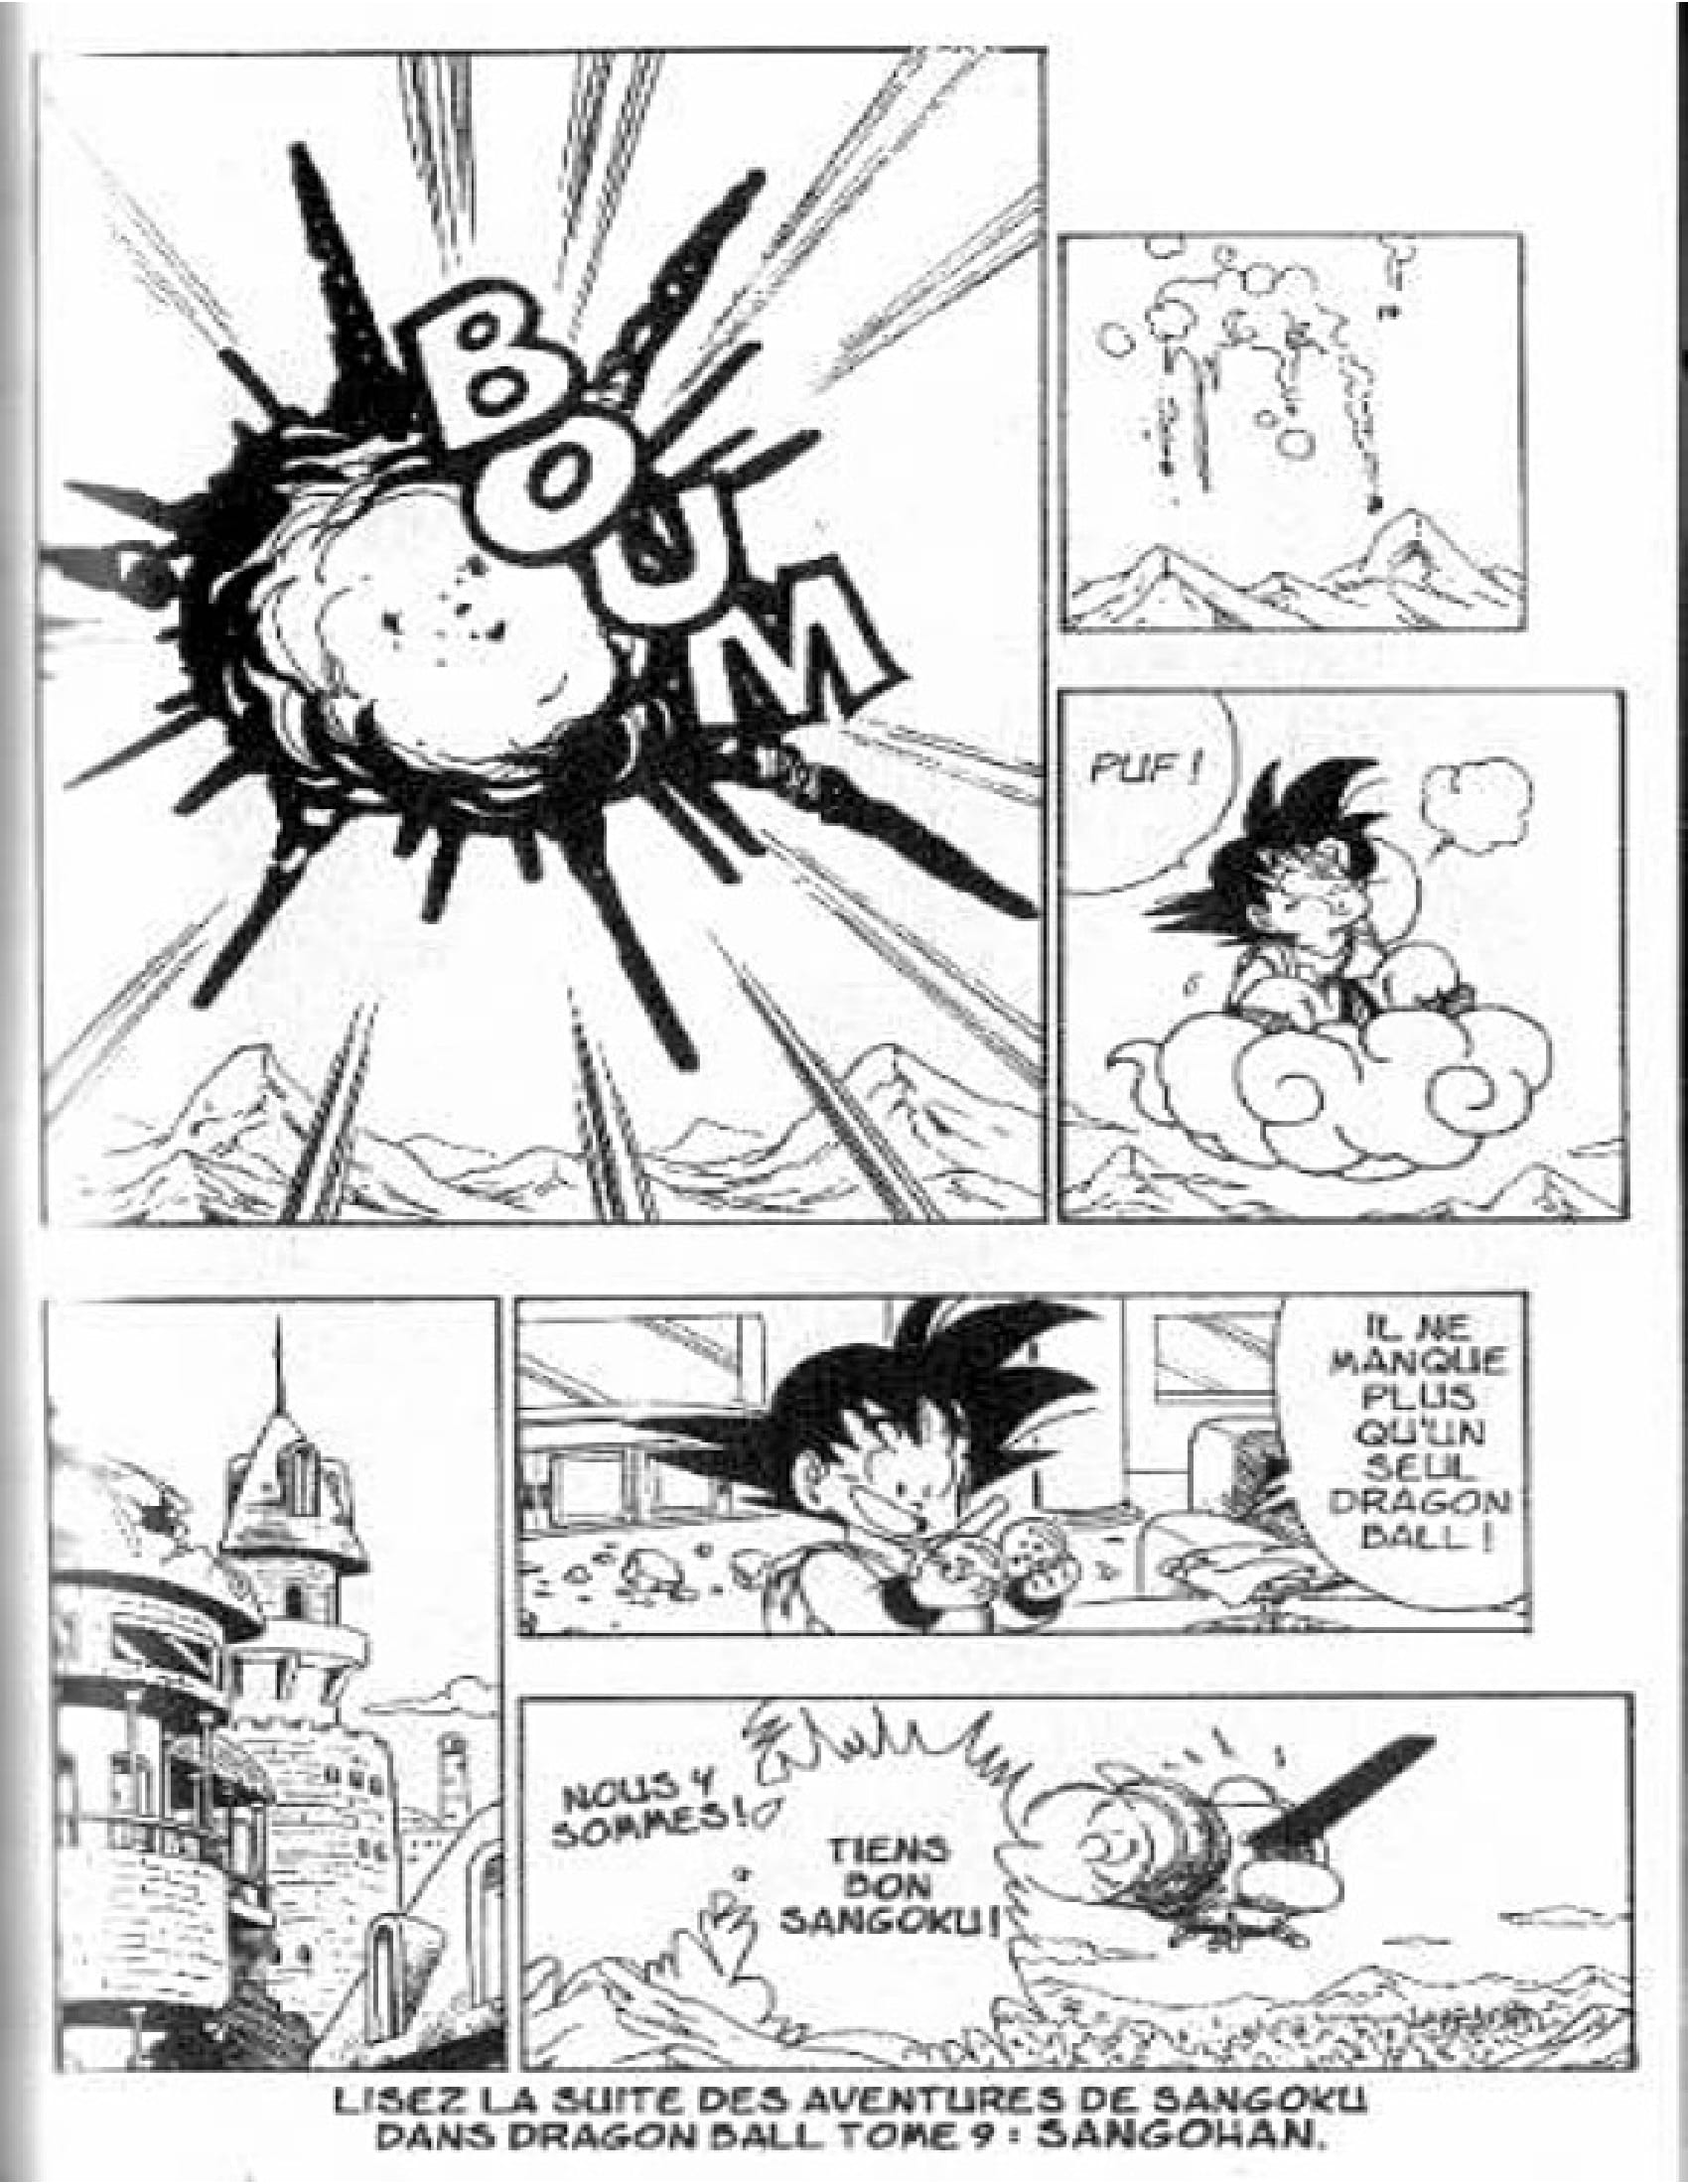 BOUM
PUF !
IL NE
MANQUE
PLUS
QU'UN
SEUL
DRAGON
BALL !
NOUS Y
SOMMES !
TIENS
BON
SANGOKU !
LISEZ LA SUITE DES AVENTURES DE SANGOKU
DANS DRAGON BALL TOME 9 : SANGOHAN.